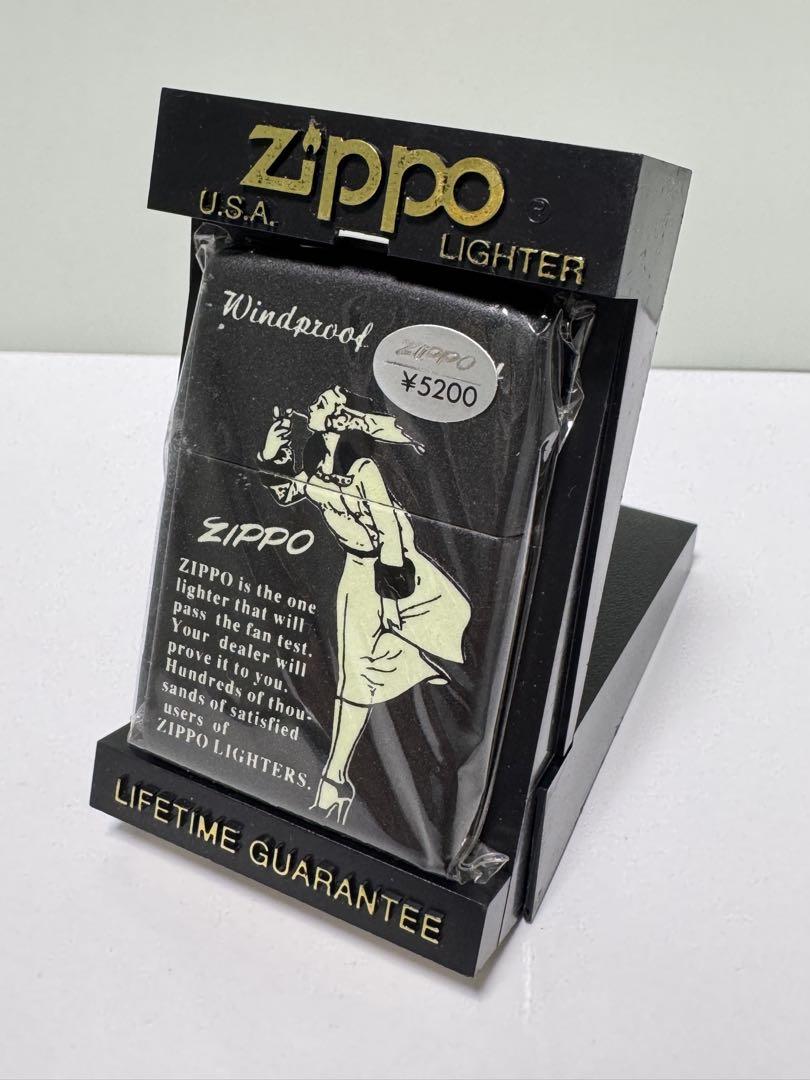 zippo
®
U.S.A.
LIGHTER
Windproof
ZIPPO
¥5200
ZIPPO
ZIPPO is the one
lighter that will
pass the fan test.
Your dealer will
prove it to you.
Hundreds of thou-
sands of satisfied
users of
ZIPPO LIGHTERS.
LIFETIME GUARANTEE